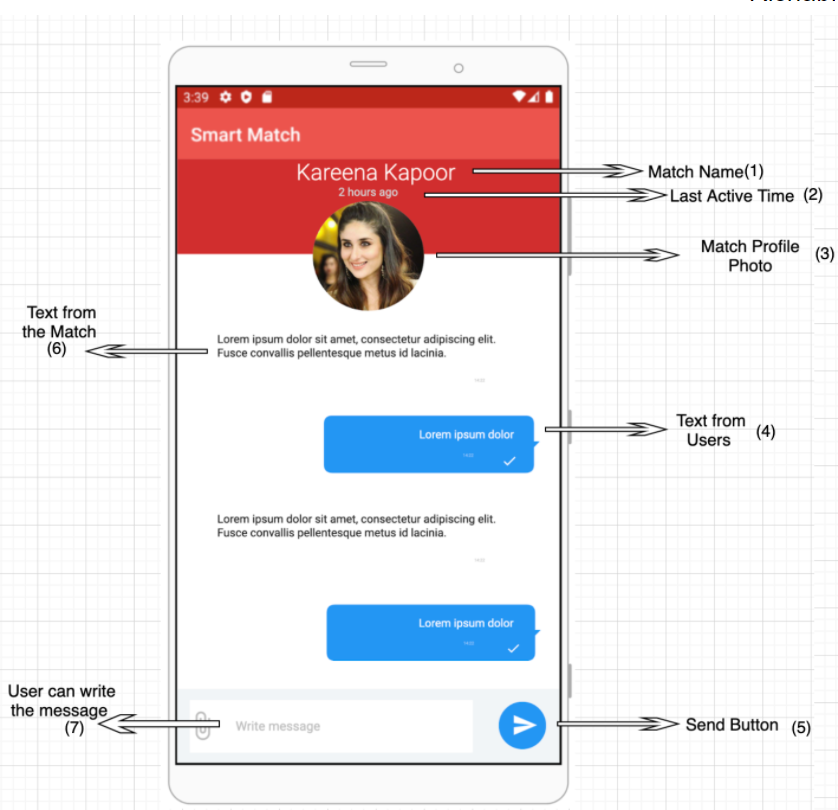 3:39
Smart Match
Kareena Kapoor
2 hours ago
Match Name(1)
Last Active Time (2)
Match Profile
Photo
(3)
Text from
the Match
(6)
Lorem ipsum dolor sit amet, consectetur adipiscing elit.
Fusce convallis pellentesque metus id lacinia.
Lorem ipsum dolor
Text from
Users
(4)
Lorem ipsum dolor sit amet, consectetur adipiscing elit.
Fusce convallis pellentesque metus id lacinia.
Lorem ipsum dolor
User can write
the message
(7)
Write message
Send Button (5)